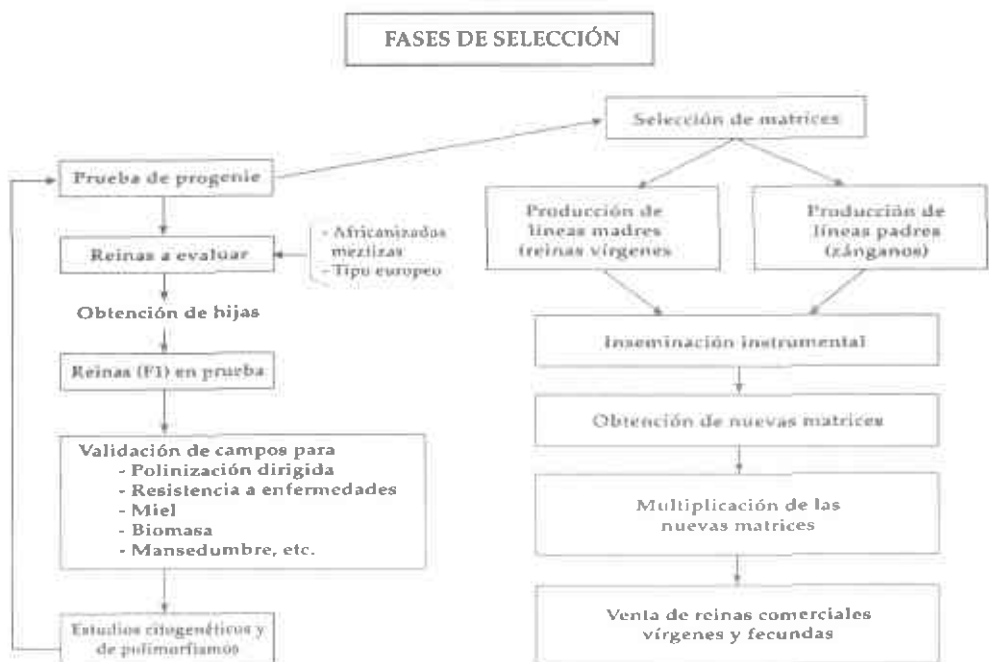 FASES DE SELECCIÓN
Selección de matrices
Prueba de progenie
Producción de
líneas madres
(reinas vírgenes
Producción de
líneas padres
(zánganos)
Reinas a evaluar
- Africanizadas
mezlizas
- Tipo europeo
Obtención de hijas
Inseminación instrumental
Reinas (F1) en prueba
Obtención de nuevas matrices
Validación de campos para
- Polinización dirigida
- Resistencia a enfermedades
- Miel
- Biomasa
- Mansedumbre, etc.
Multiplicación de las
nuevas matrices
Estudios citogenéticos y
de polimorfismos
Venta de reinas comerciales
vírgenes y fecundas